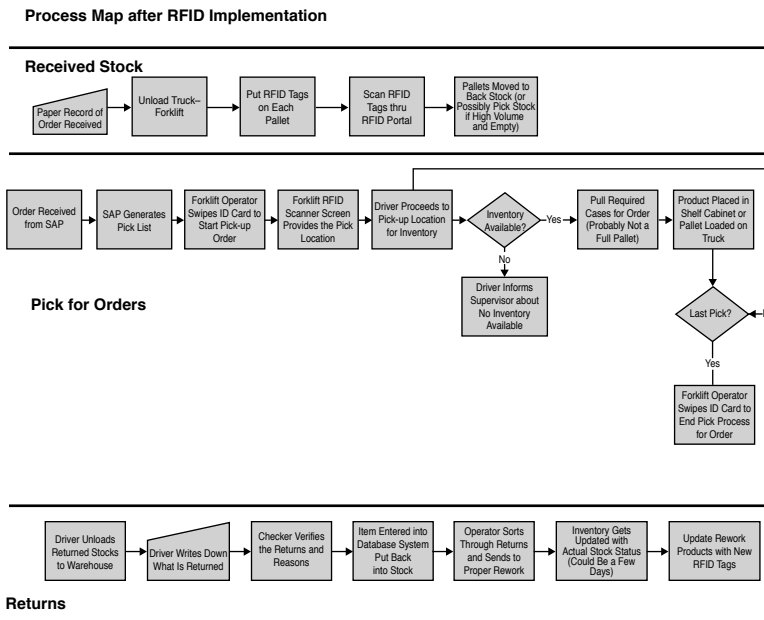 Process Map after RFID Implementation
Received Stock
Paper Record of
Order Received
Unload Truck–
Forklift
Put RFID Tags
on Each
Pallet
Scan RFID
Tags thru
RFID Portal
Pallets Moved to
Back Stock (or
Possibly Pick Stock
if High Volume
and Empty)
Order Received
from SAP
SAP Generates
Pick List
Forklift Operator
Swipes ID Card to
Start Pick-up
Order
Forklift RFID
Scanner Screen
Provides the Pick
Location
Driver Proceeds to
Pick-up Location
for Inventory
Inventory
Available?
Yes
Pull Required
Cases for Order
(Probably Not a
Full Pallet)
Product Placed in
Shelf Cabinet or
Pallet Loaded on
Truck
No
Driver Informs
Supervisor about
No Inventory
Available
Pick for Orders
Last Pick?
Yes
Forklift Operator
Swipes ID Card to
End Pick Process
for Order
Driver Unloads
Returned Stocks
to Warehouse
Driver Writes Down
What Is Returned
Checker Verifies
the Returns and
Reasons
Item Entered into
Database System
Put Back
into Stock
Operator Sorts
Through Returns
and Sends to
Proper Rework
Inventory Gets
Updated with
Actual Stock Status
(Could Be a Few
Days)
Update Rework
Products with New
RFID Tags
Returns